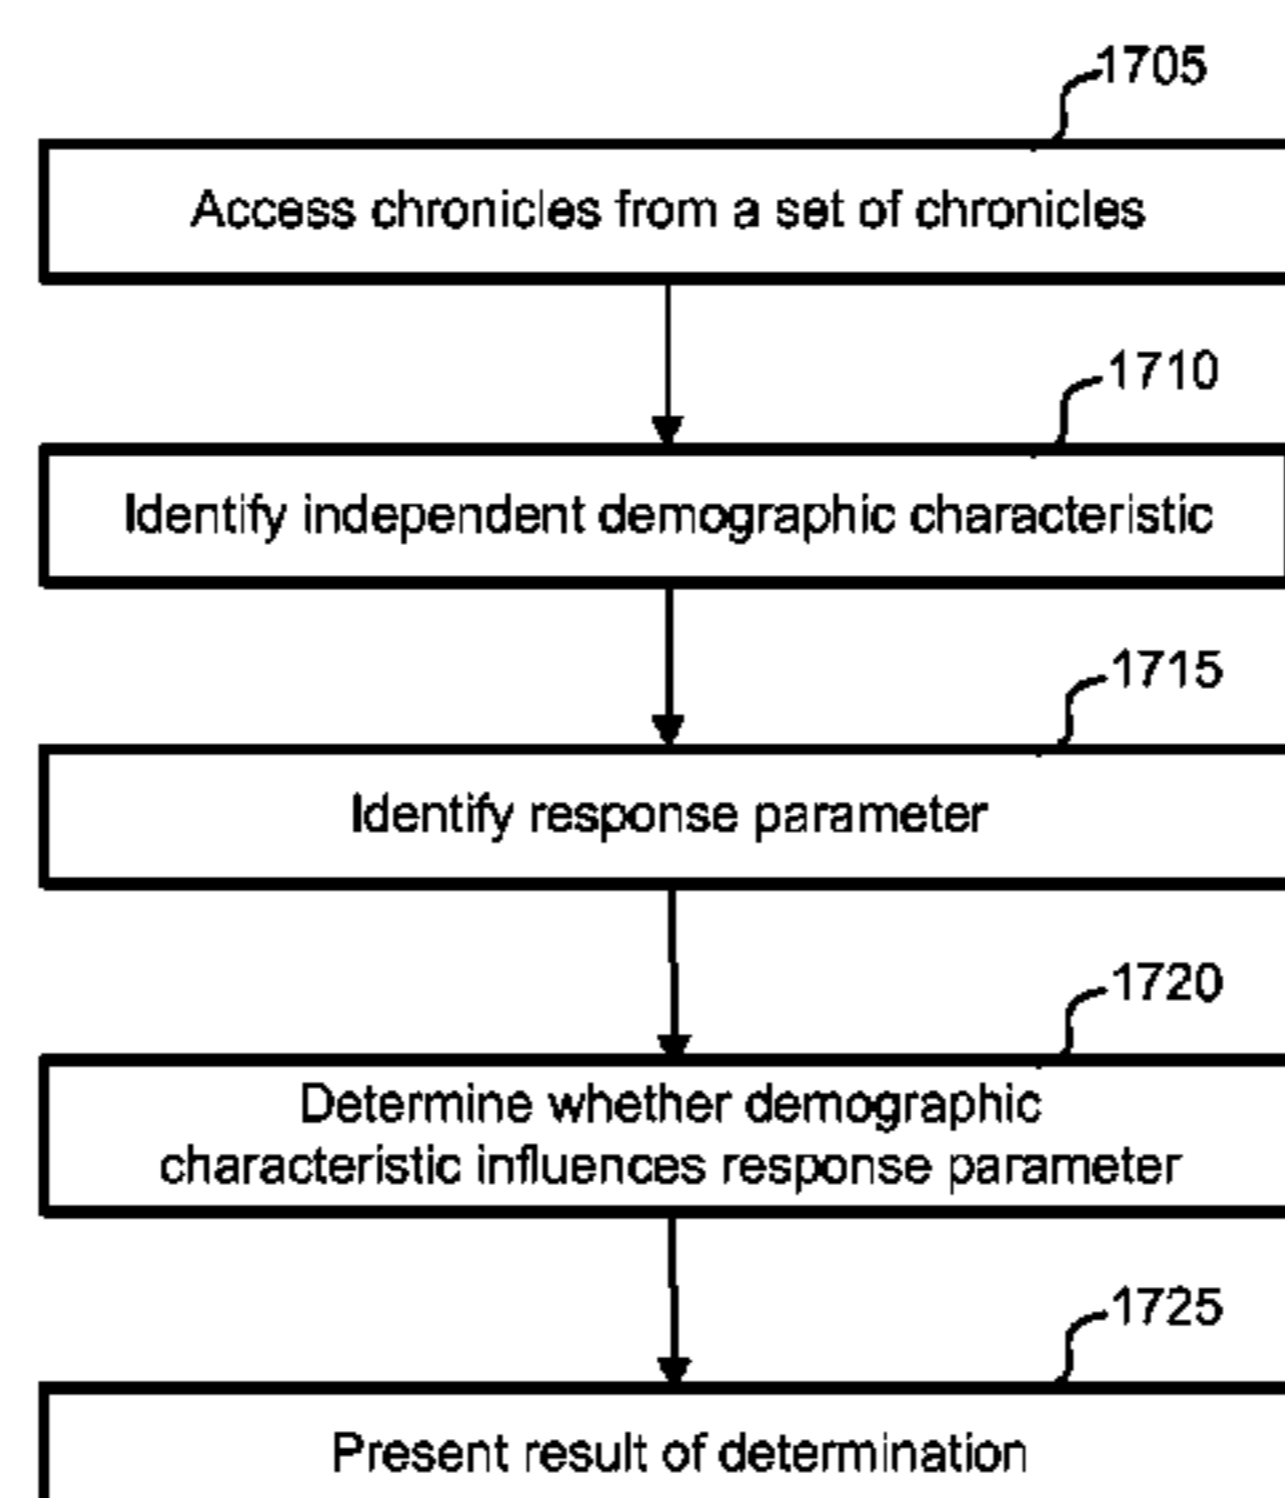 1705
Access chronicles from a set of chronicles
1710
Identify independent demographic characteristic
1715
Identify response parameter
1720
Determine whether demographic
characteristic influences response parameter
1725
Present result of determination